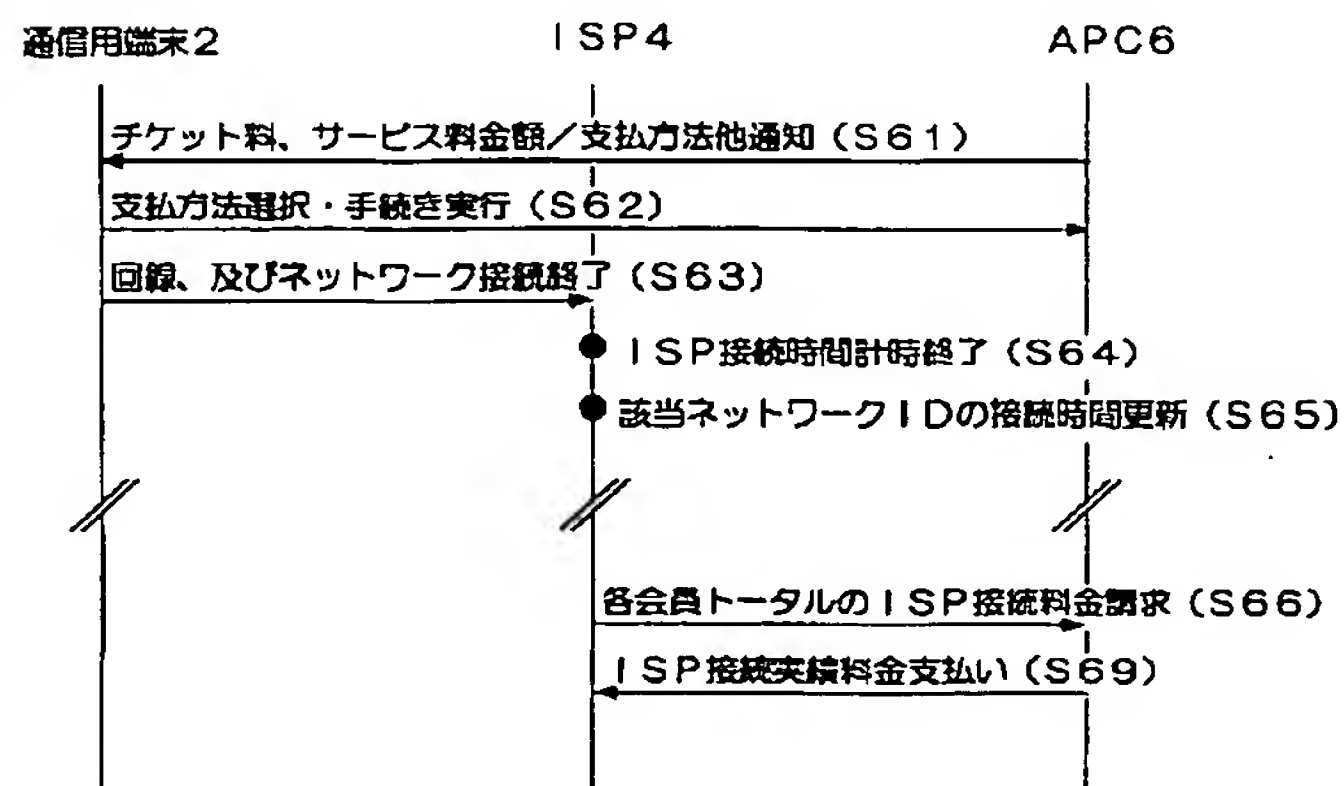 通信用端末2 ISP4 APC6
チケット料、サービス料金額/支払方法他通知(S61)
支払方法選択・手続き実行(S62)
回線、及びネットワーク接続終了(S63)
ISP接続時間計時終了(S64)
該当ネットワークIDの接続時間更新(S65)
各会員トータルのISP接続料金請求(S66)
ISP接続実績料金支払い(S69)